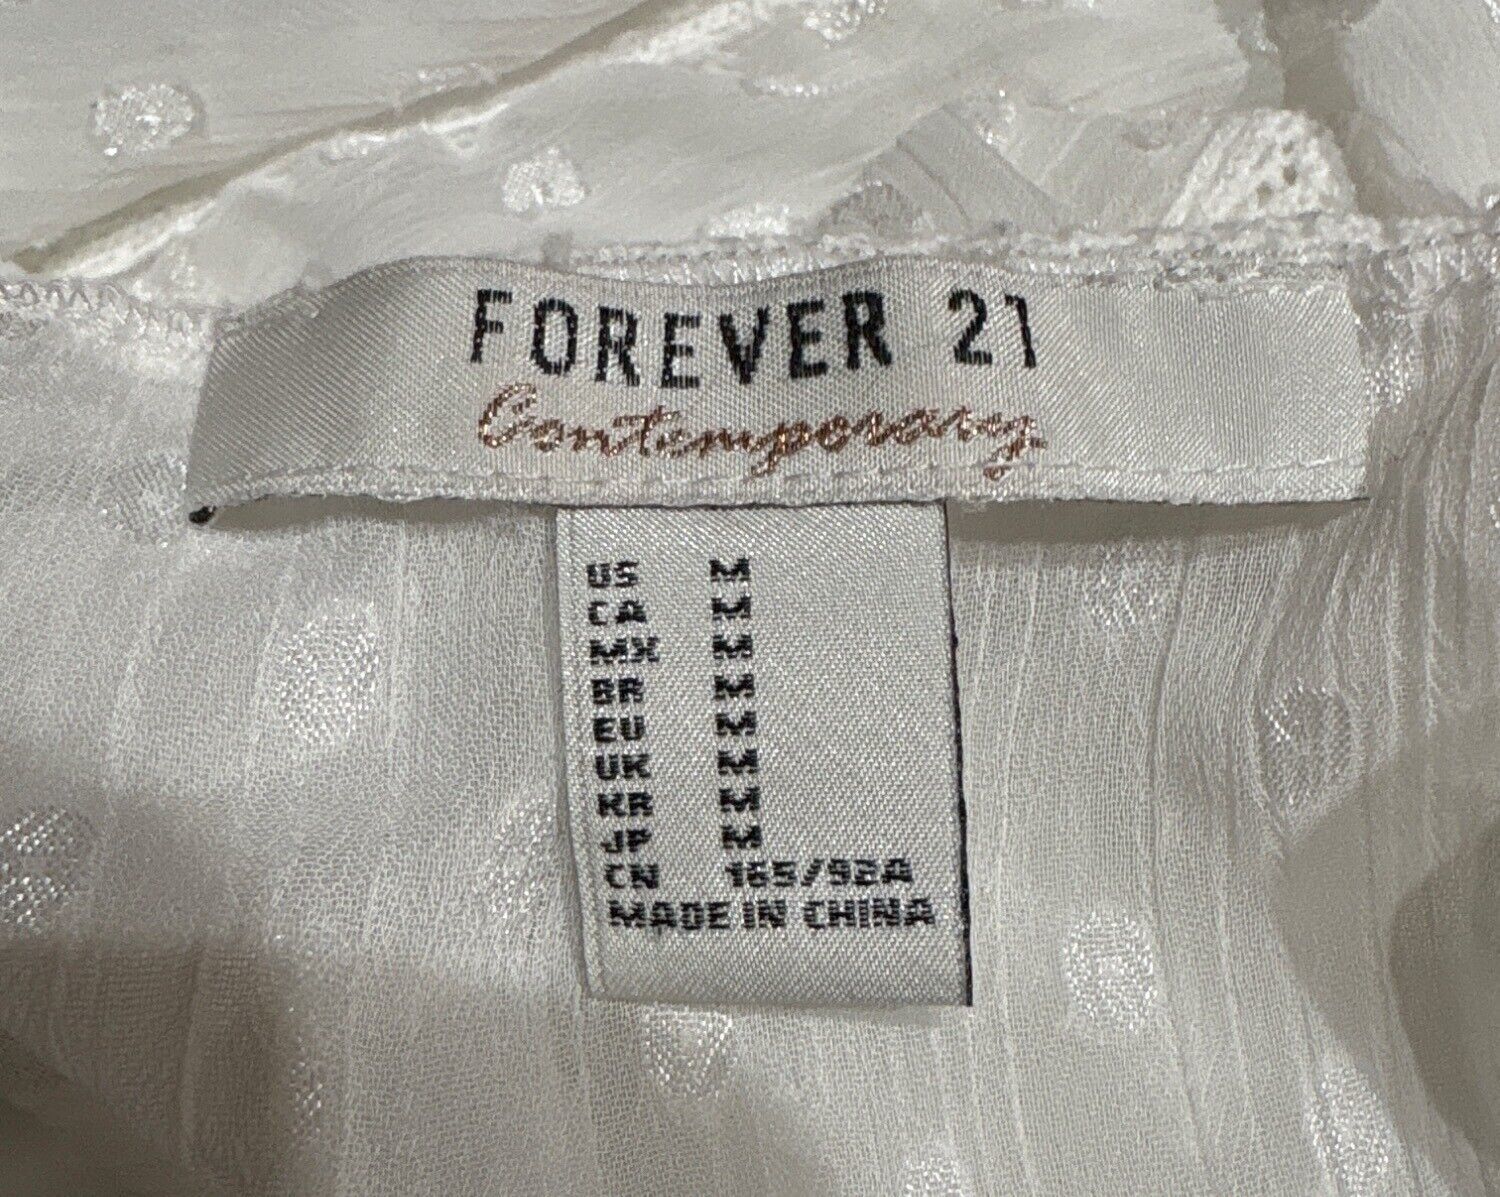 FOREVER 21
Contemporary
US M
CA M
MX M
BR M
EU M
UK M
KR M
JP M
CN 165/92A
MADE IN CHINA